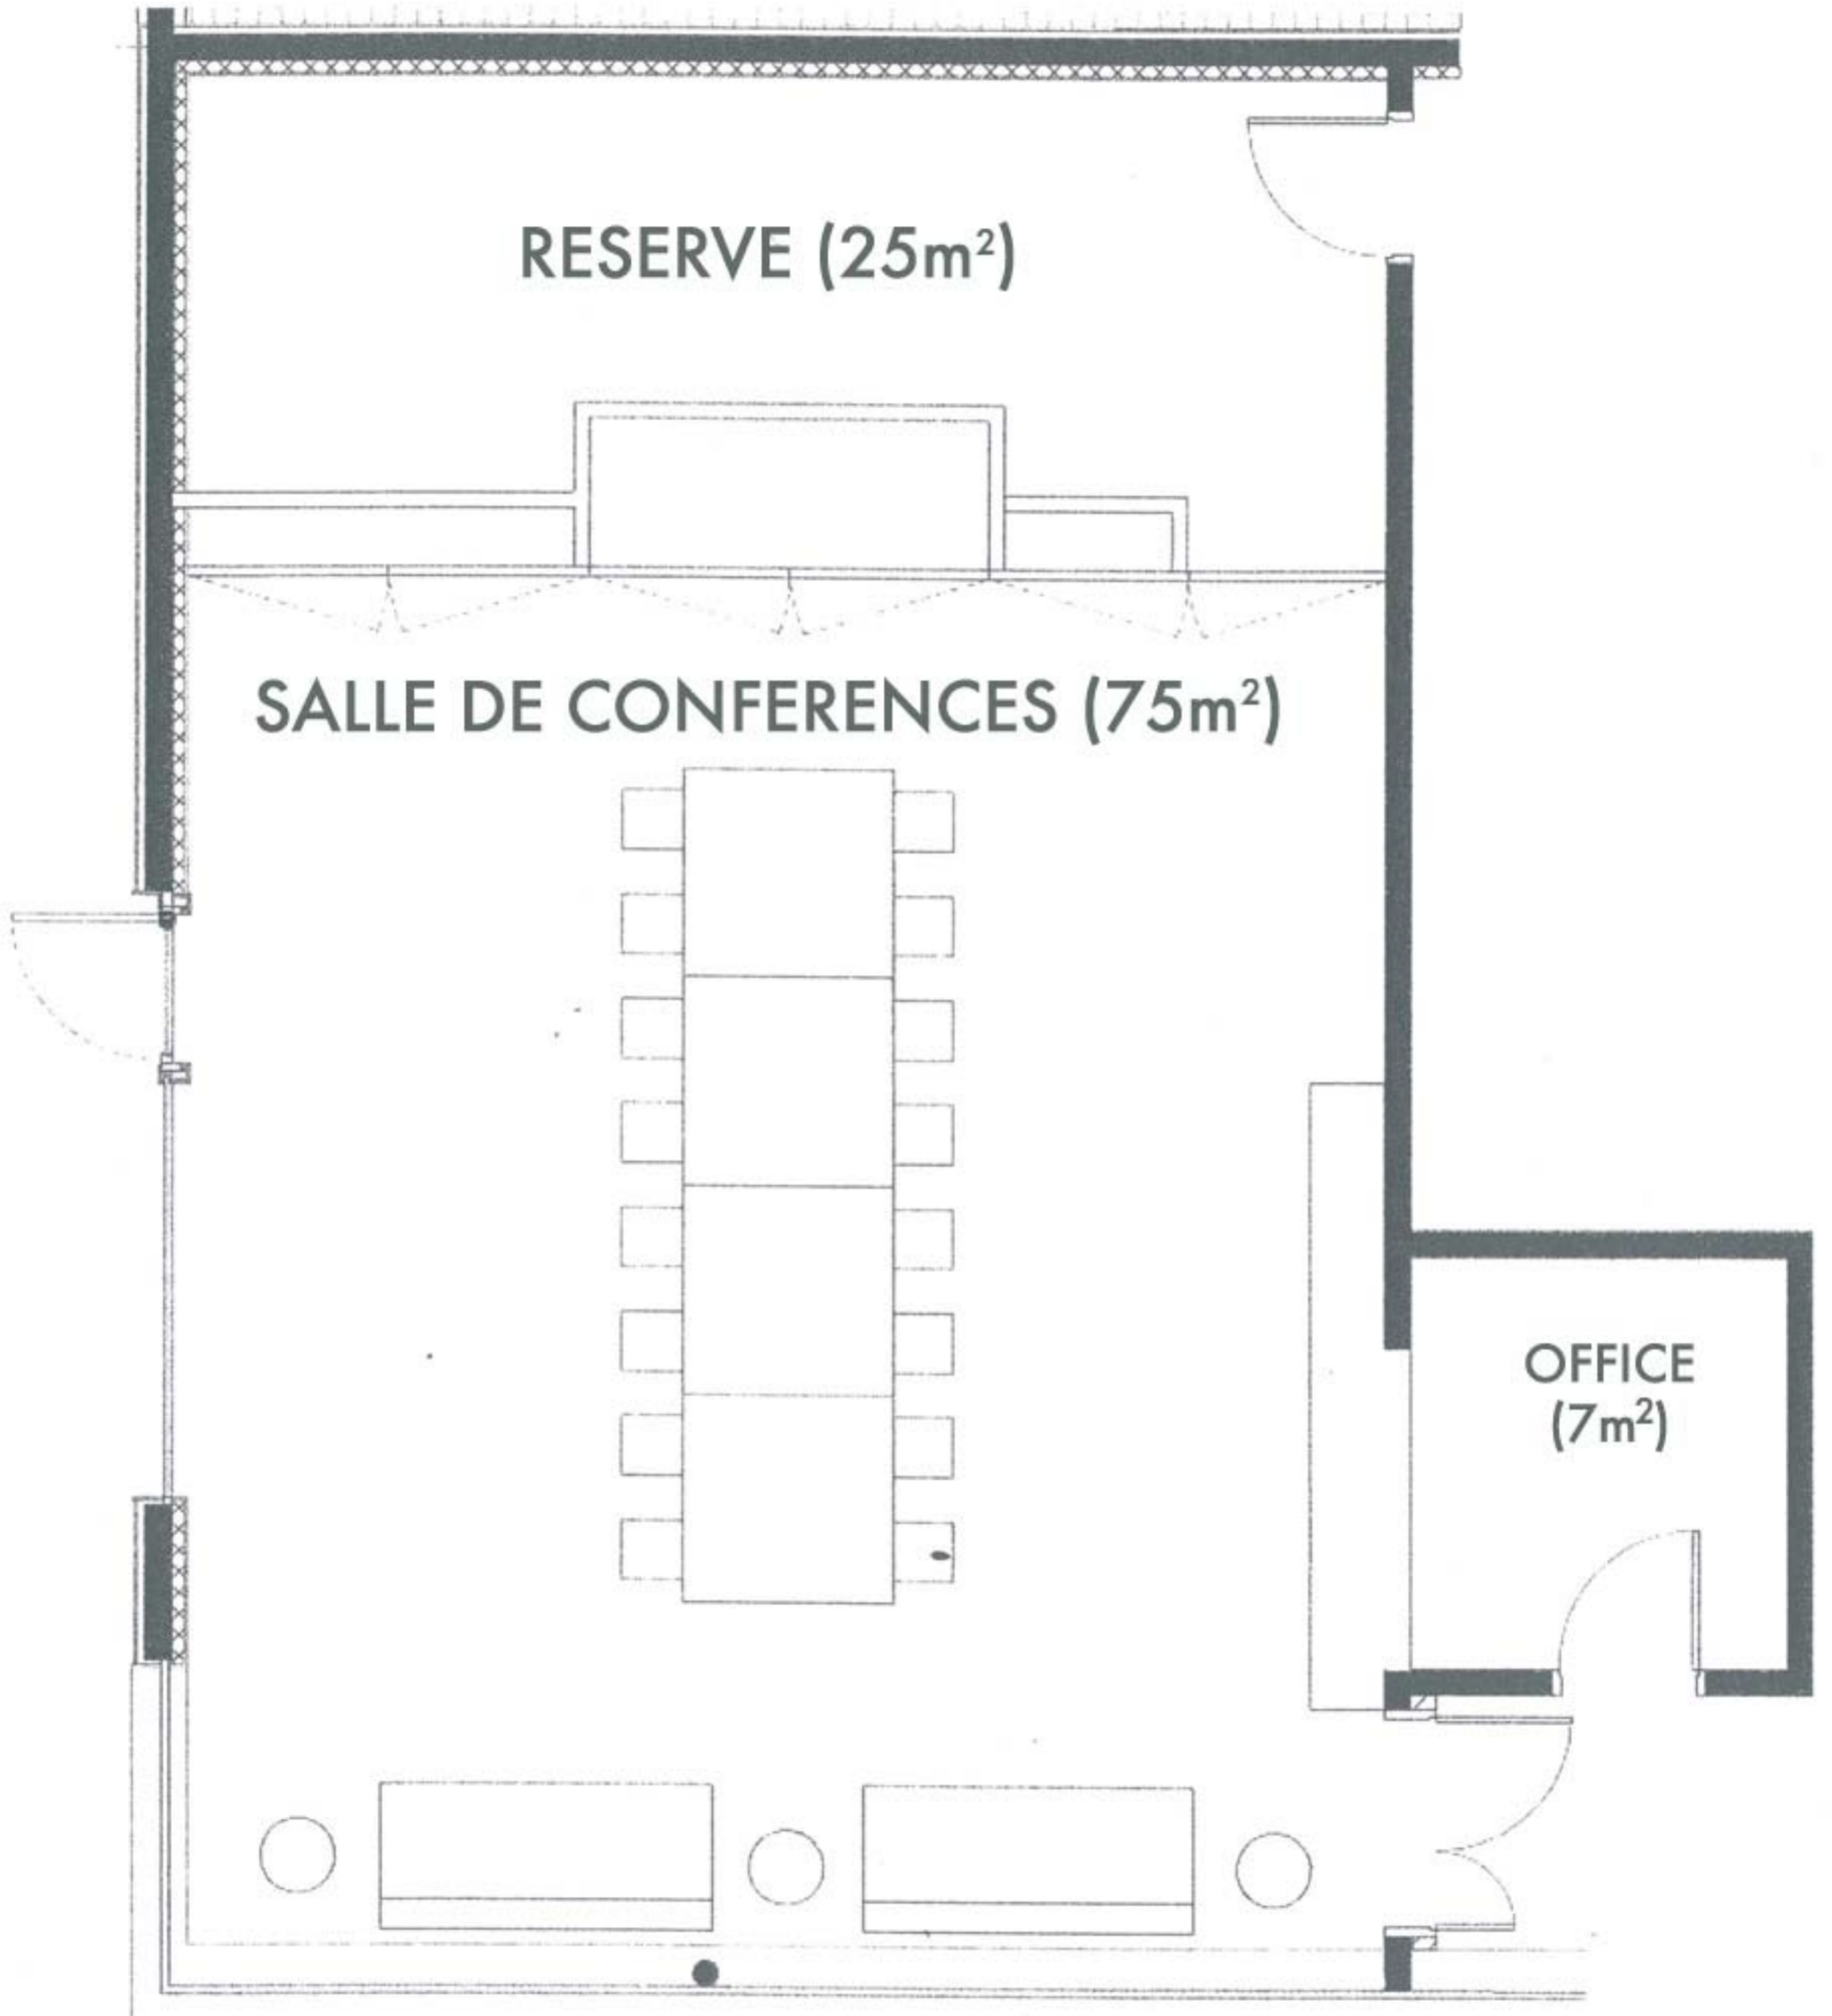 RESERVE (25m²)
SALLE DE CONFERENCES (75m²)
OFFICE
(7m²)